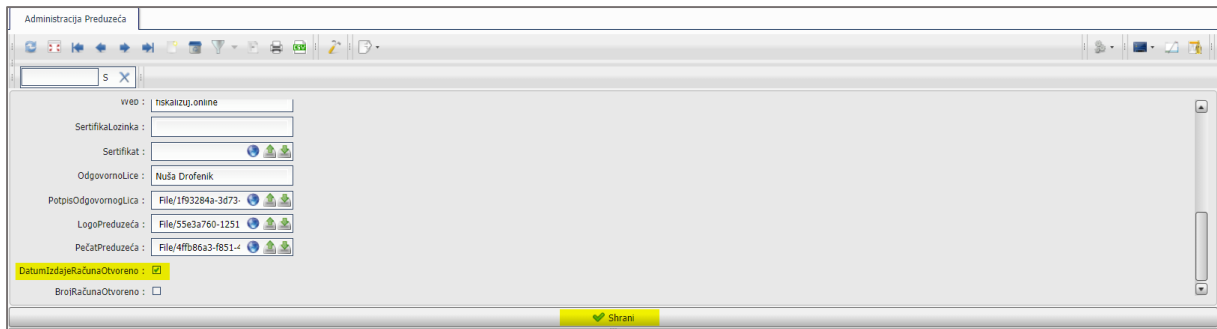 Administracija Preduzeća
S
Web : fiskalizuj.online
SertifikaLozinka :
Sertifikat :
OdgovornoLice : Nuša Drofenik
PotpisOdgovornogLica : File/1f93284a-3d73-
LogoPreduzeća : File/55e3a760-1251
PečatPreduzeća : File/4ffb86a3-f851-4
DatumIzdajeRačunaOtvoreno :
BrojRačunaOtvoreno :
Shrani